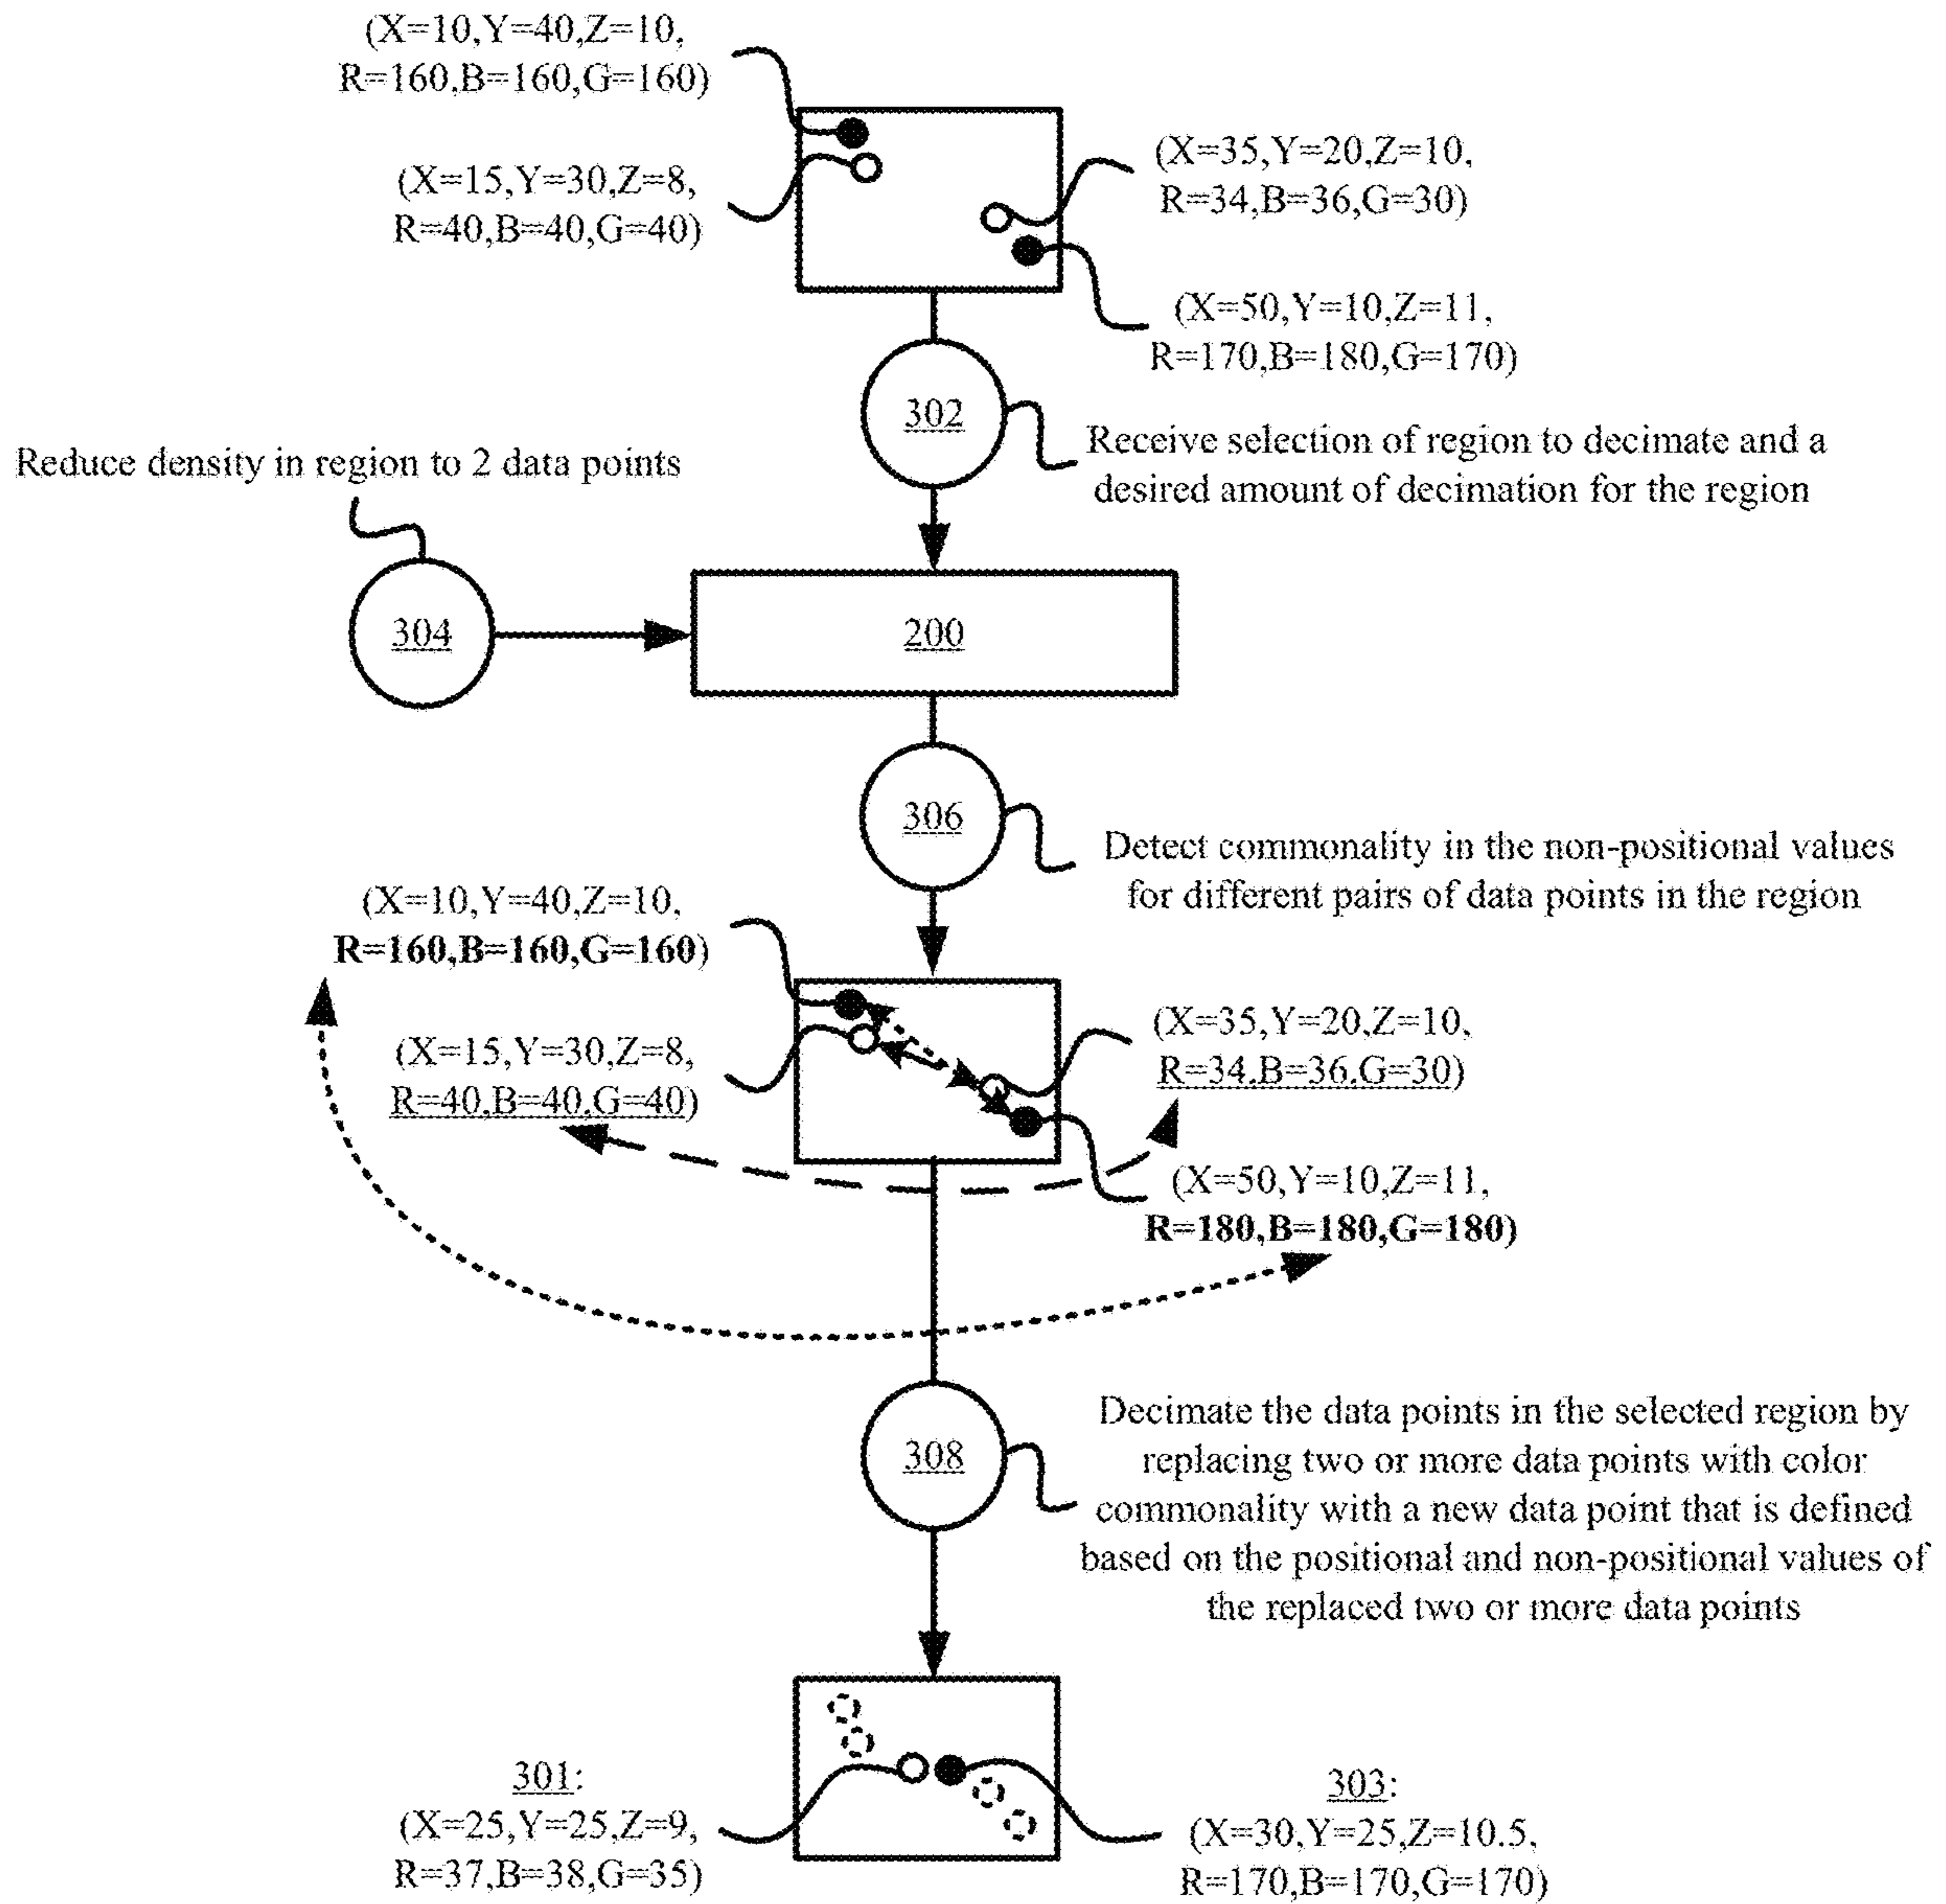 (X=10,Y=40,Z=10,
R=160,B=160,G=160)
(X=15,Y=30,Z=8,
R=40,B=40,G=40)
(X=35,Y=20,Z=10,
R=34,B=36,G=30)
(X=50,Y=10,Z=11,
R=170,B=180,G=170)
302
Receive selection of region to decimate and a
desired amount of decimation for the region
Reduce density in region to 2 data points
304
200
306
Detect commonality in the non-positional values
for different pairs of data points in the region
(X=10,Y=40,Z=10,
R=160,B=160,G=160)
(X=15,Y=30,Z=8,
R=40,B=40,G=40)
(X=35,Y=20,Z=10,
R=34,B=36,G=30)
(X=50,Y=10,Z=11,
R=180,B=180,G=180)
308
Decimate the data points in the selected region by
replacing two or more data points with color
commonality with a new data point that is defined
based on the positional and non-positional values of
the replaced two or more data points
301:
(X=25,Y=25,Z=9,
R=37,B=38,G=35)
303:
(X=30,Y=25,Z=10.5,
R=170,B=170,G=170)